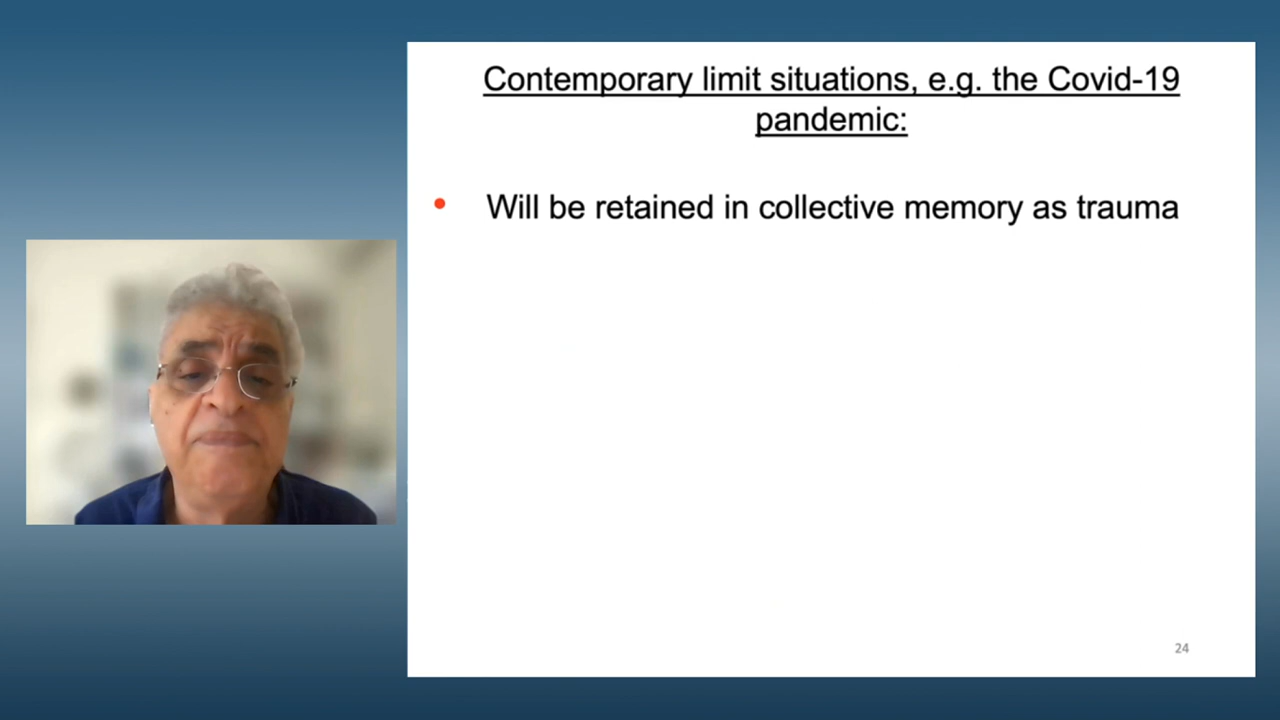 Contemporary limit situations, e.g. the Covid-19
pandemic:
• Will be retained in collective memory as trauma
24